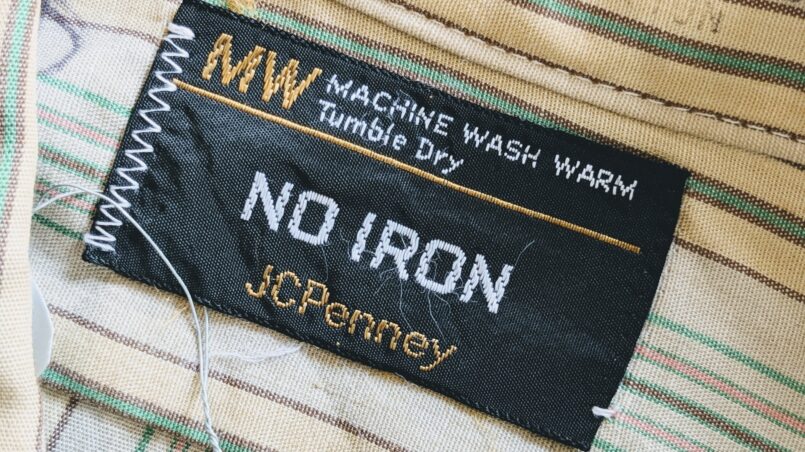 MW
MACHINE WASH WARM
Tumble Dry
NO IRON
JCPenney